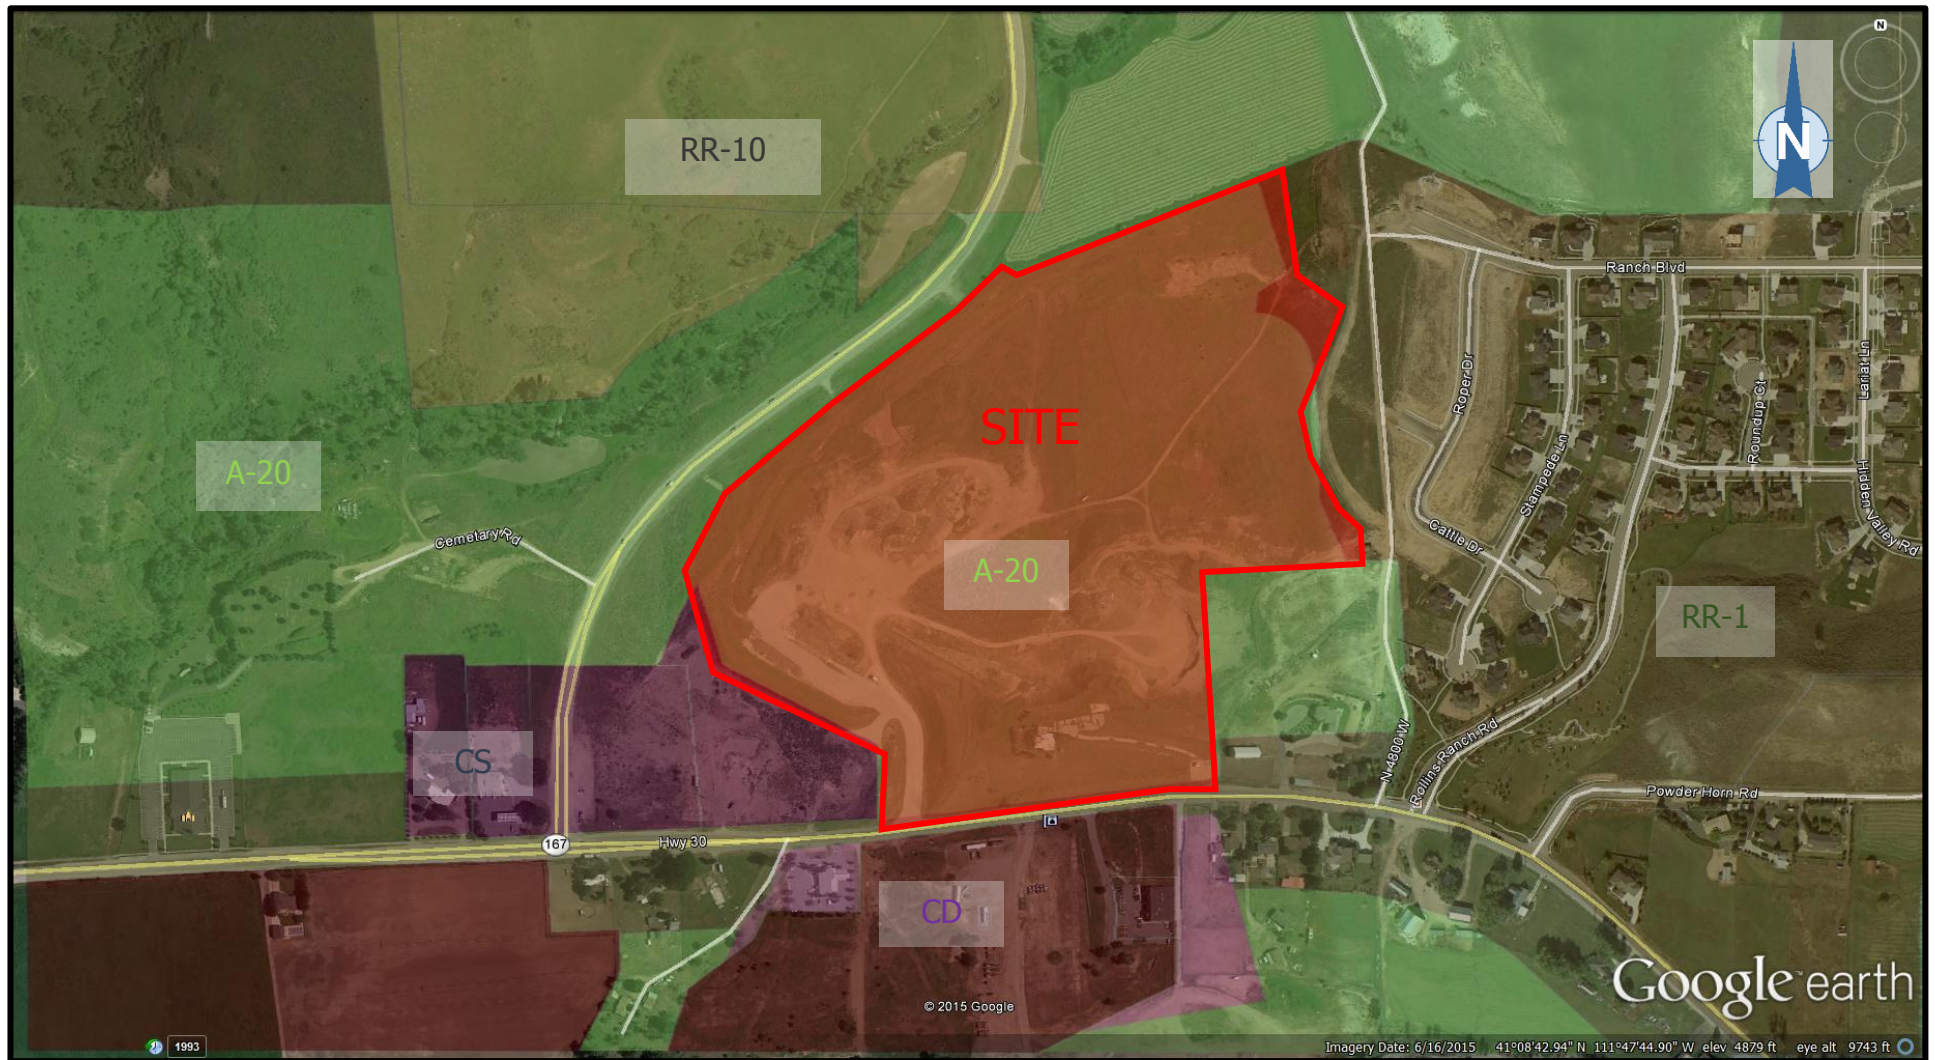 N
N
RR-10
Ranch Blvd
Roper Dr
Roundup Ct
Lariat Ln
SITE
A-20
Stampede Ln
Hidden Valley Rd
Cemetary Rd
Cattle Dr
A-20
RR-1
CS
N 4800 W
Rollins Ranch Rd
Powder Horn Rd
167
Hwy 30
CD
Google earth
© 2015 Google
1993
Imagery Date: 6/16/2015 41°08'42.94" N 111°47'44.90" W elev 4879 ft eye alt 9743 ft